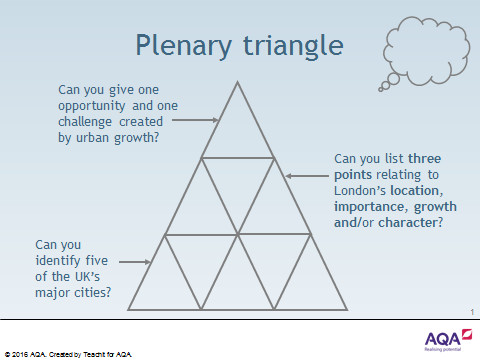 Plenary triangle
Can you give one
opportunity and one
challenge created
by urban growth?
Can you list three
points relating to
London's location,
importance, growth
and/or character?
Can you
identify five
of the UK's
major cities?
1
© 2016 AQA. Created by Teachit for AQA.
AQA
Realising potential